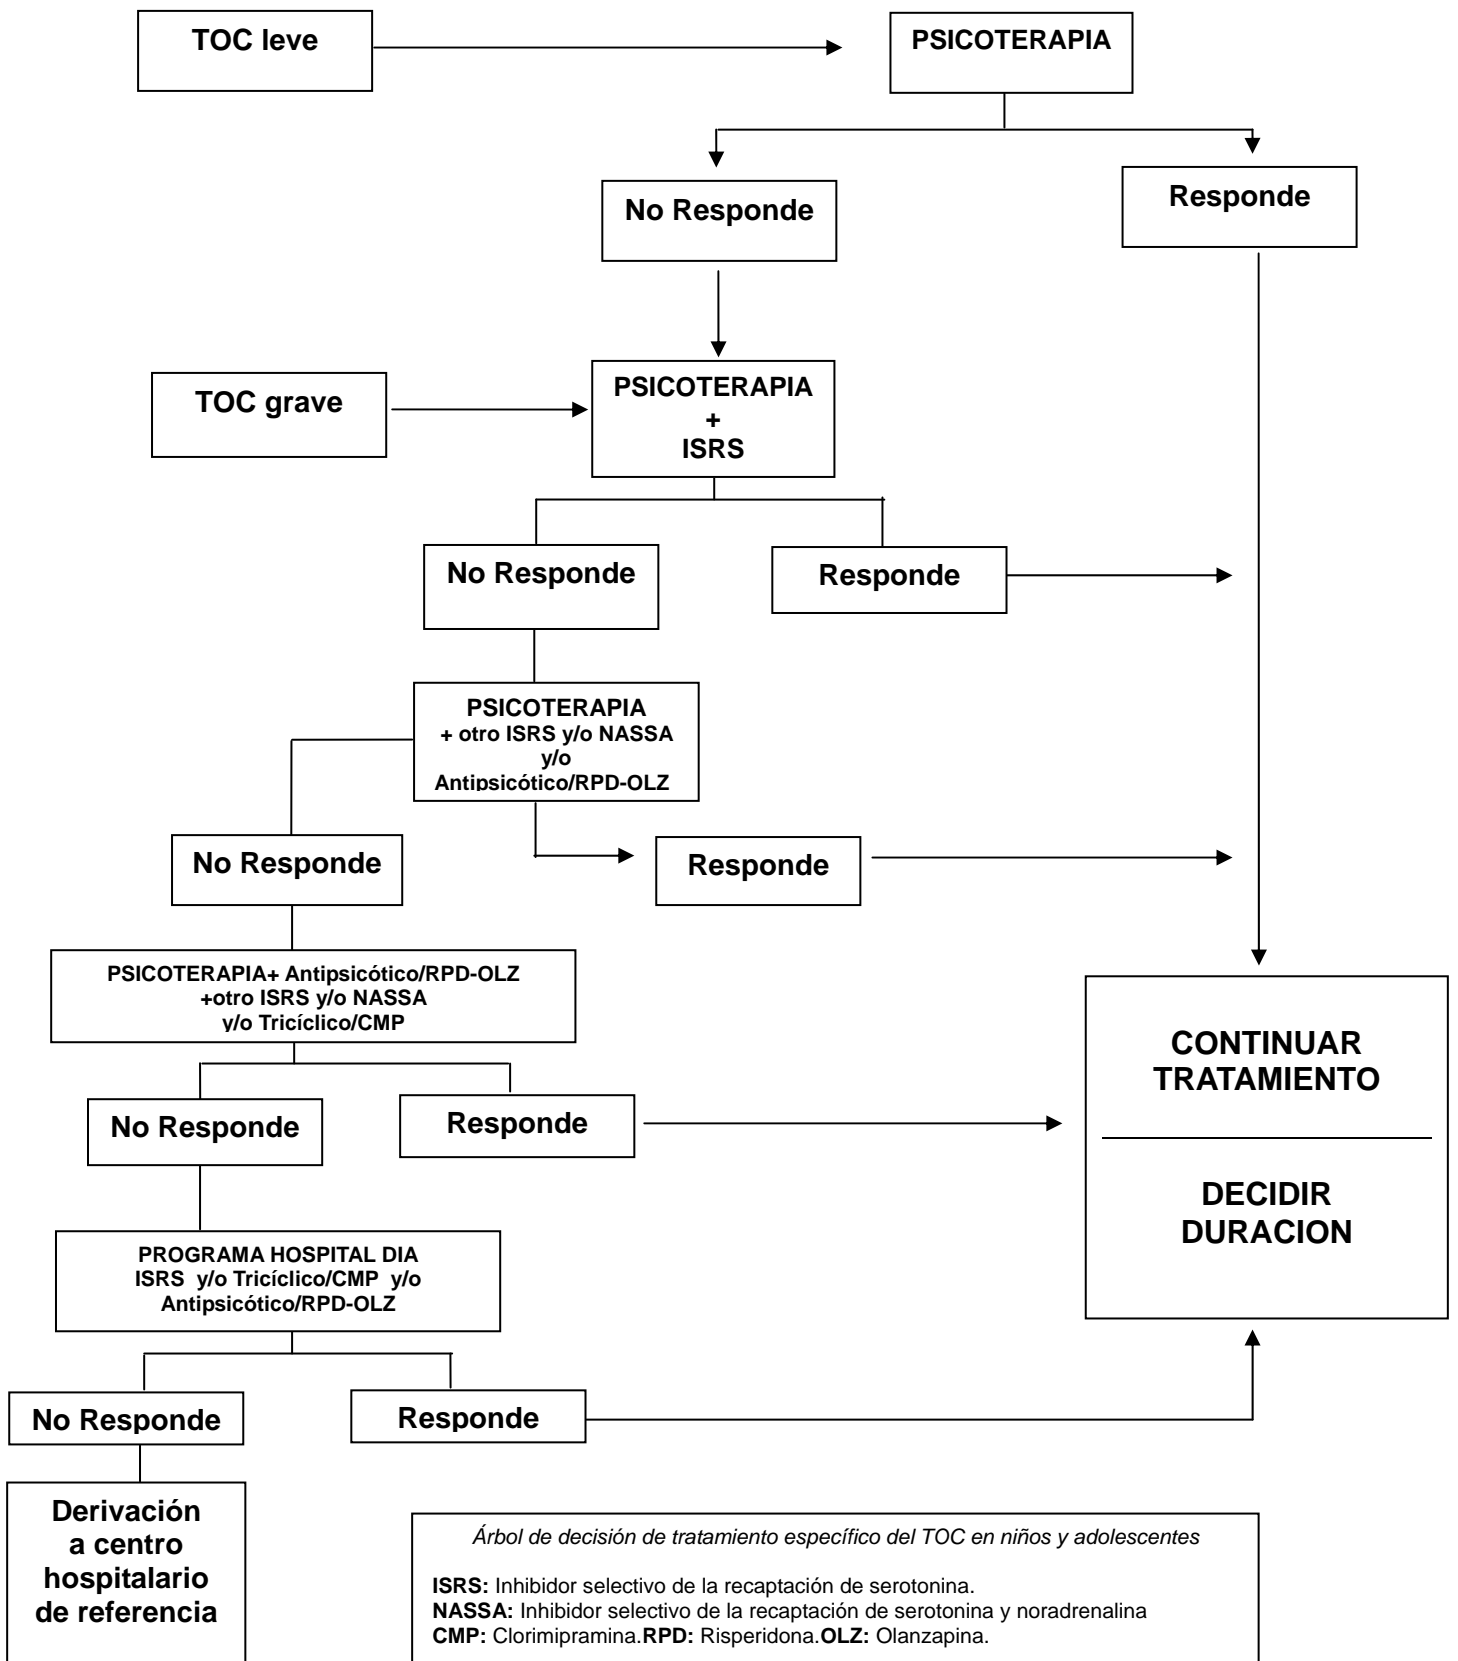 TOC leve
PSICOTERAPIA
No Responde
Responde
TOC grave
PSICOTERAPIA
+
ISRS
No Responde
Responde
PSICOTERAPIA
+ otro ISRS y/o NASSA
y/o
Antipsicótico/RPD-OLZ
No Responde
Responde
PSICOTERAPIA+ Antipsicótico/RPD-OLZ
+otro ISRS y/o NASSA
y/o Tricíclico/CMP
CONTINUAR
TRATAMIENTO
DECIDIR
DURACION
No Responde
Responde
PROGRAMA HOSPITAL DIA
ISRS y/o Tricíclico/CMP y/o
Antipsicótico/RPD-OLZ
No Responde
Responde
Derivación
a centro
hospitalario
de referencia
Árbol de decisión de tratamiento específico del TOC en niños y adolescentes
ISRS: Inhibidor selectivo de la recaptación de serotonina.
NASSA: Inhibidor selectivo de la recaptación de serotonina y noradrenalina
CMP: Clorimipramina.RPD: Risperidona.OLZ: Olanzapina.